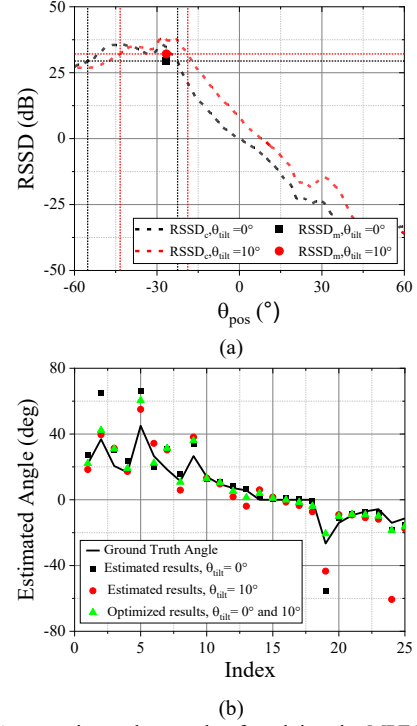 50
25
0
-25
-50
RSSD (dB)
-60 -30 0 30 60
θpos (°)
RSSDc,θtilt =0° RSSDm,θtilt =0°
RSSDc,θtilt =10° RSSDm,θtilt =10°
(a)
80
40
0
-40
-80
Estimated Angle (deg)
Ground Truth Angle
Estimated results, θtilt= 0°
Estimated results, θtilt= 10°
Optimized results, θtilt= 0° and 10°
0 5 10 15 20 25
Index
(b)